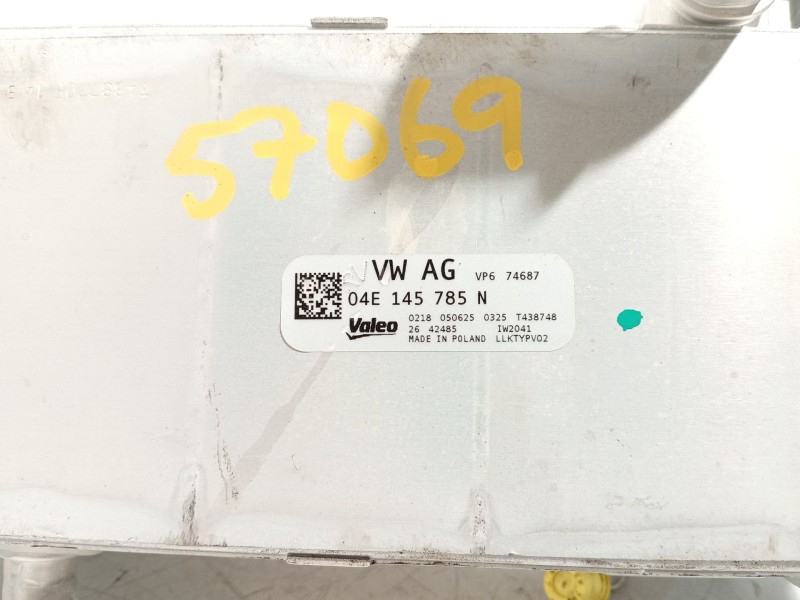 57069
VW AG VP6 74687
04E 145 785 N
Valeo 0218 050625 0325 T438748
26 42485 IW2041
MADE IN POLAND LLKTYPV02